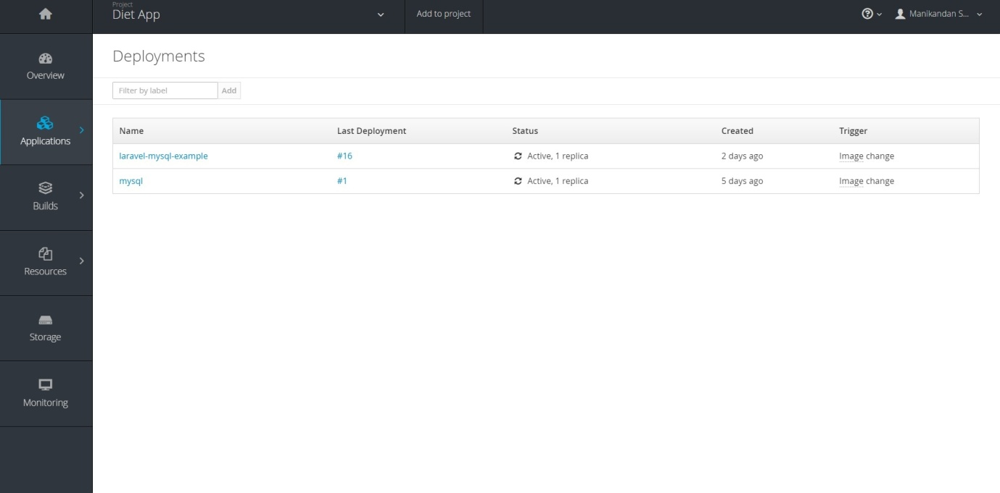 Project
Diet App
Add to project
Manikandan S...
Overview
Applications
Builds
Resources
Storage
Monitoring
Deployments
Filter by label Add
Name Last Deployment Status Created Trigger
laravel-mysql-example #16 Active, 1 replica 2 days ago Image change
mysql #1 Active, 1 replica 5 days ago Image change